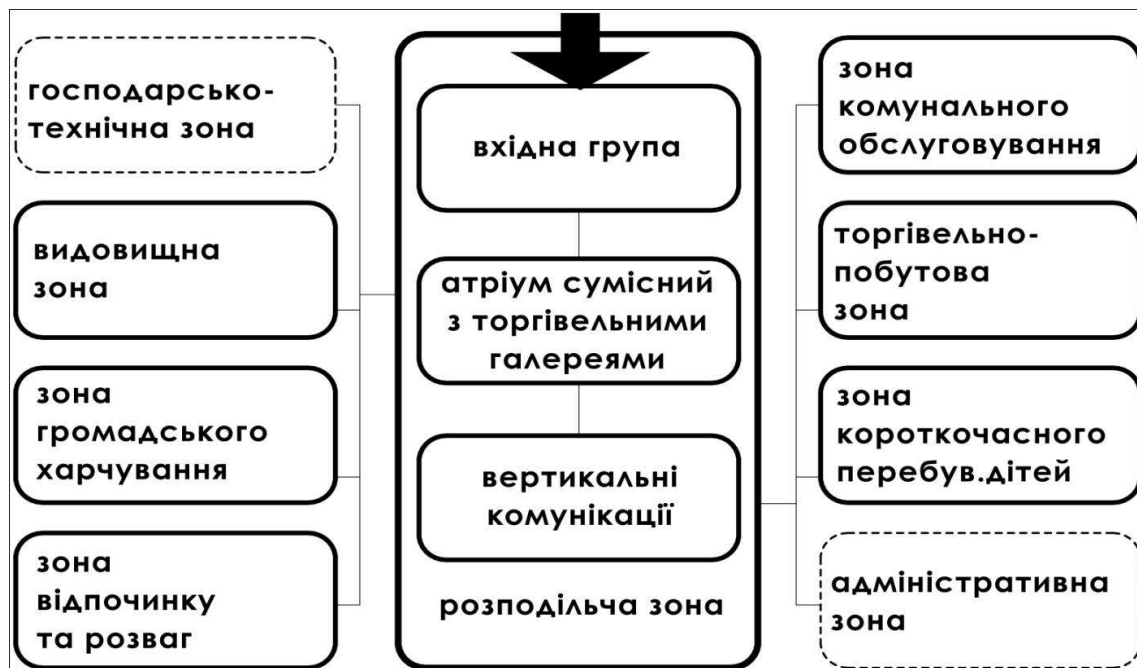 господарсько-
технічна зона
видовищна
зона
зона
громадського
харчування
зона
відпочинку
та розваг
вхідна група
атріум сумісний
з торгівельними
галереями
вертикальні
комунікації
розподільча зона
зона
комунального
обслуговування
торгівельно-
побутова
зона
зона
короткочасного
перебув.дітей
адміністративна
зона